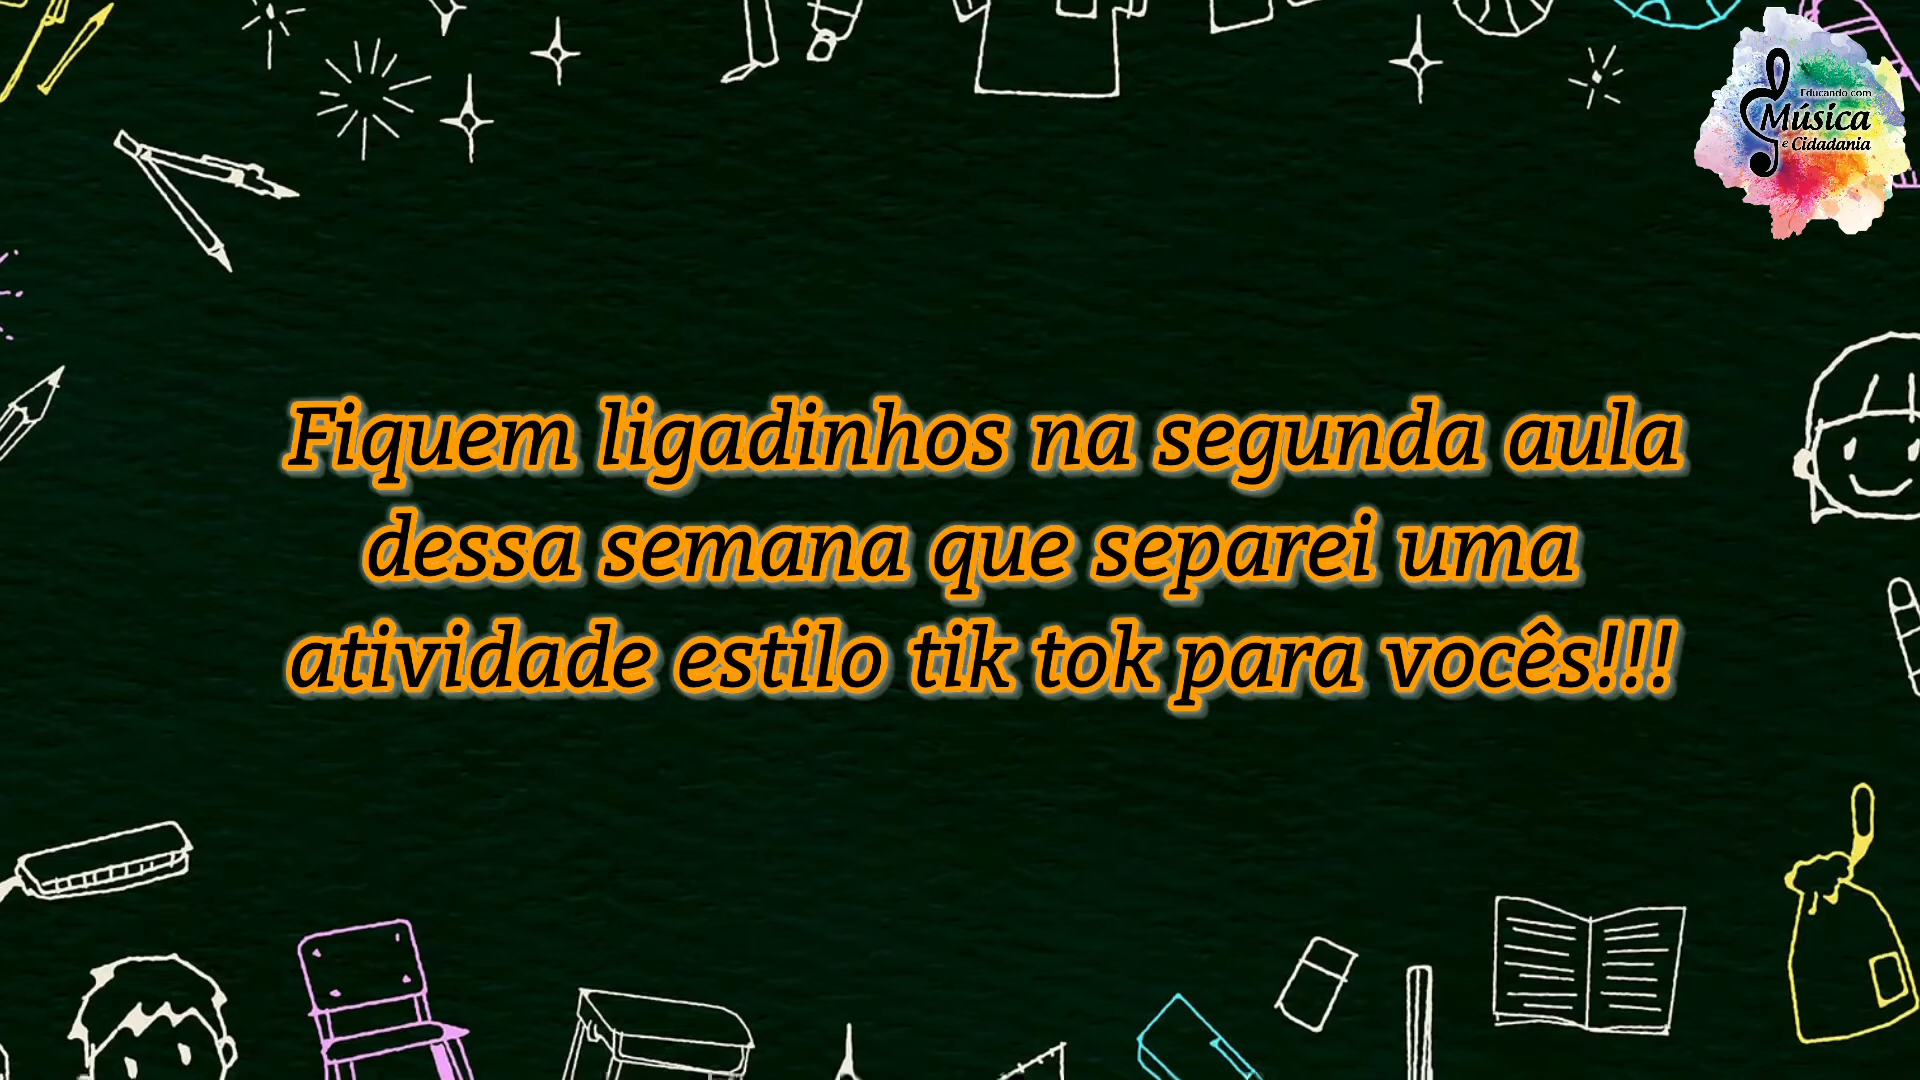 Educando com
Música
e Cidadania
Fiquem ligadinhos na segunda aula
dessa semana que separei uma
atividade estilo tik tok para vocês!!!